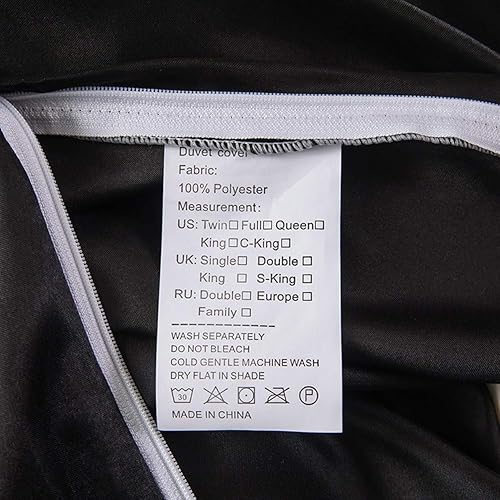 Duvet cover
Fabric:
100% Polyester
Measurement:
US: Twin□ Full□ Queen□
King□ C-King□
UK: Single□ Double□
King □ S-King□
RU: Double□ Europe□
Family □
-------------
WASH SEPARATELY
DO NOT BLEACH
COLD GENTLE MACHINE WASH
DRY FLAT IN SHADE
30 P
MADE IN CHINA